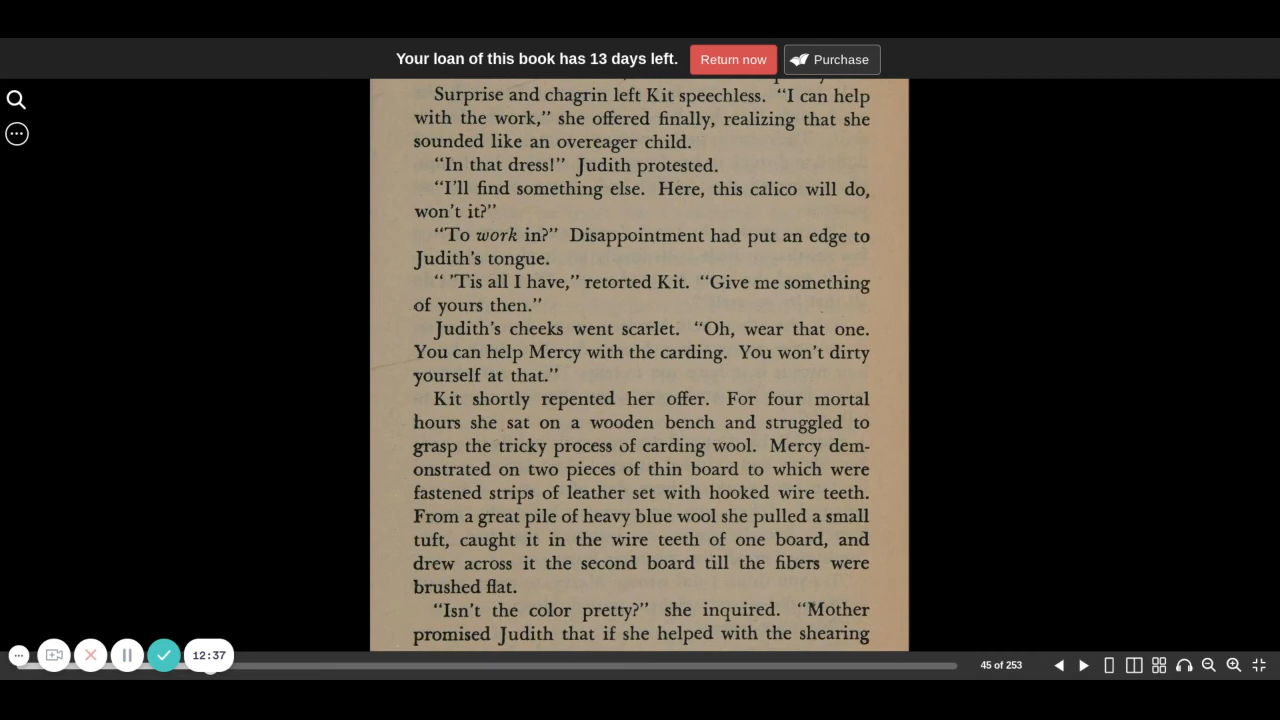 Your loan of this book has 13 days left. Return now Purchase
Surprise and chagrin left Kit speechless. “I can help
with the work,” she offered finally, realizing that she
sounded like an overeager child.
“In that dress!” Judith protested.
“I’ll find something else. Here, this calico will do,
won’t it?”
“To work in?” Disappointment had put an edge to
Judith’s tongue.
“ ’Tis all I have,” retorted Kit. “Give me something
of yours then.”
Judith’s cheeks went scarlet. “Oh, wear that one.
You can help Mercy with the carding. You won’t dirty
yourself at that.”
Kit shortly repented her offer. For four mortal
hours she sat on a wooden bench and struggled to
grasp the tricky process of carding wool. Mercy dem-
onstrated on two pieces of thin board to which were
fastened strips of leather set with hooked wire teeth.
From a great pile of heavy blue wool she pulled a small
tuft, caught it in the wire teeth of one board, and
drew across it the second board till the fibers were
brushed flat.
“Isn’t the color pretty?” she inquired. “Mother
promised Judith that if she helped with the shearing
12:37
45 of 253